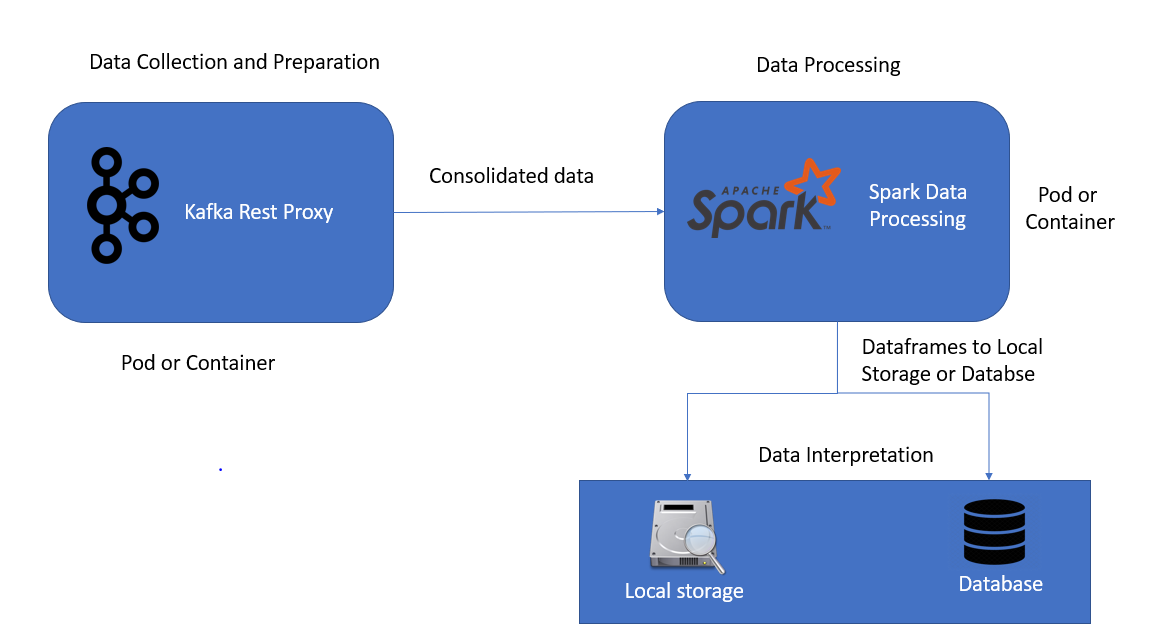 Data Collection and Preparation
Data Processing
Kafka Rest Proxy
Consolidated data
APACHE
Spark
TM
Spark Data
Processing
Pod or
Container
Pod or Container
Dataframes to Local
Storage or Databse
Data Interpretation
Local storage
Database